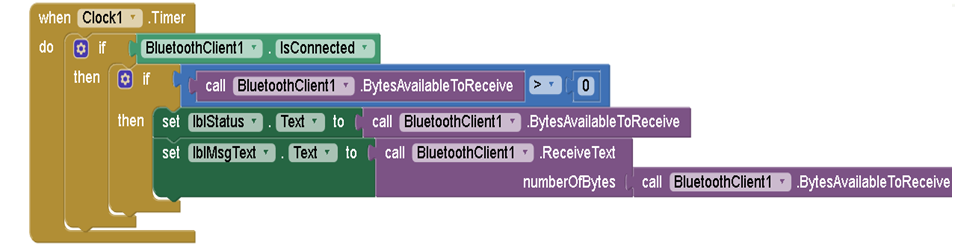 when Clock1 .Timer
do if BluetoothClient1 . IsConnected
then if call BluetoothClient1 .BytesAvailableToReceive > 0
then set lblStatus . Text to call BluetoothClient1 .BytesAvailableToReceive
set lblMsgText . Text to call BluetoothClient1 .ReceiveText
numberOfBytes call BluetoothClient1 .BytesAvailableToReceive